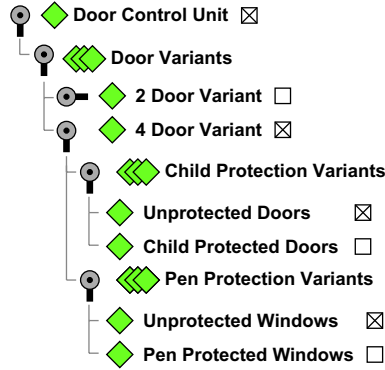 Door Control Unit
Door Variants
2 Door Variant
4 Door Variant
Child Protection Variants
Unprotected Doors
Child Protected Doors
Pen Protection Variants
Unprotected Windows
Pen Protected Windows